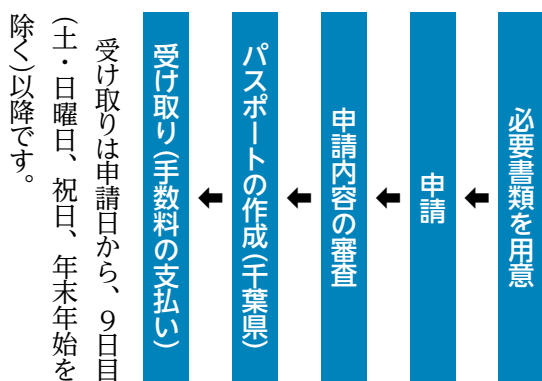 必要書類を用意
申請
申請内容の審査
パスポートの作成(千葉県)
受け取り(手数料の支払い)
受け取りは申請日から、9日目
(土・日曜日、祝日、年末年始を
除く)以降です。